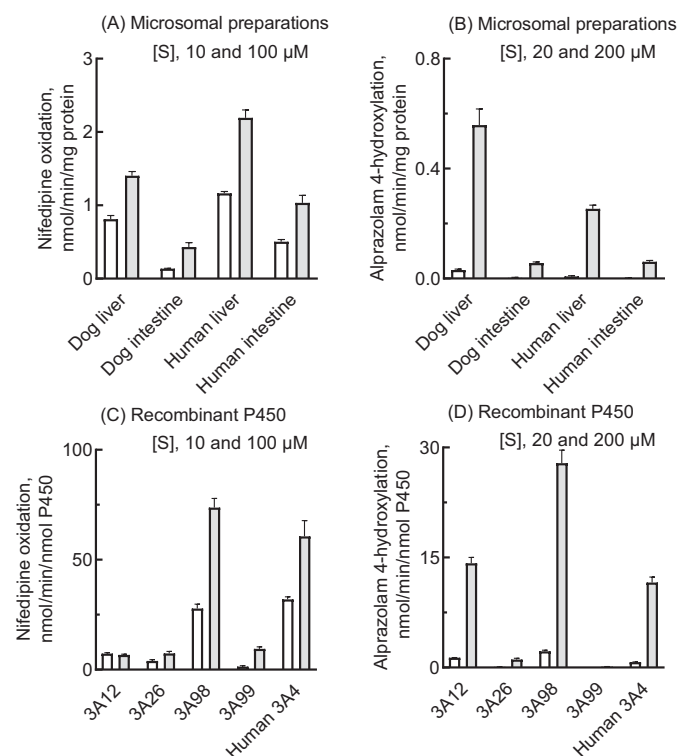 (A) Microsomal preparations
[S], 10 and 100 μM
Nifedipine oxidation,
nmol/min/mg protein
3
2
1
0
Dog liver
Dog intestine
Human liver
Human intestine
(B) Microsomal preparations
[S], 20 and 200 μM
Alprazolam 4-hydroxylation,
nmol/min/mg protein
0.8
0.4
0.0
Dog liver
Dog intestine
Human liver
Human intestine
(C) Recombinant P450
[S], 10 and 100 μM
Nifedipine oxidation,
nmol/min/nmol P450
100
50
0
3A12
3A26
3A98
3A99
Human 3A4
(D) Recombinant P450
[S], 20 and 200 μM
Alprazolam 4-hydroxylation,
nmol/min/nmol P450
30
15
0
3A12
3A26
3A98
3A99
Human 3A4